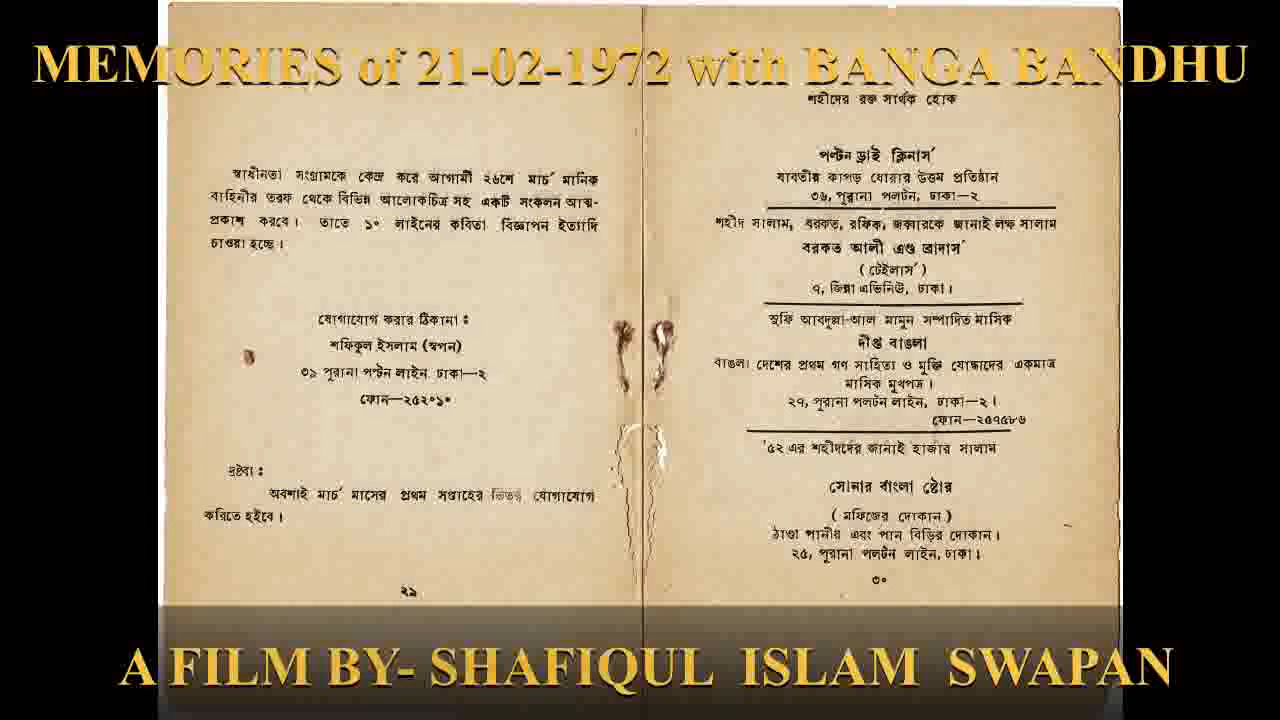 MEMORIES of 21-02-1972 with BANGA BANDHU
স্বাধীনতা সংগ্রামকে কেন্দ্র করে আগামী ২৬শে মার্চ মানিক
বাহিনীর তরফ থেকে বিভিন্ন আলোকচিত্র সহ একটি সংকলন আত্ম-
প্রকাশ করবে। তাতে ১০ লাইনের কবিতা বিজ্ঞাপন ইত্যাদি
চাওয়া হচ্ছে।
যোগাযোগ করার ঠিকানা :
শফিকুল ইসলাম (স্বপন)
৩১ পুরানা পল্টন লাইন, ঢাকা—২
ফোন—২৫২০১০
দ্রষ্টব্য :
অবশ্যই মার্চ মাসের প্রথম সপ্তাহের ভিতর যোগাযোগ
করিতে হইবে।
২৯
শহীদের রক্ত সার্থক হোক
পল্টন ড্রাই ক্লিনার্স
যাবতীয় কাপড় ধোয়ার উত্তম প্রতিষ্ঠান
৩৬, পুরানা পলটন, ঢাকা—২
শহীদ সালাম, বরকত, রফিক, জব্বারকে জানাই লক্ষ সালাম
বরকত আলী এণ্ড ব্রাদার্স
(টেইলার্স)
৭, জিন্না এভিনিউ, ঢাকা।
সুফি আবদুল্লা-আল মামুন সম্পাদিত মাসিক
দীপ্ত বাঙলা
বাঙলা দেশের প্রথম গণ সাহিত্য ও মুক্তি যোদ্ধাদের একমাত্র
মাসিক মুখপত্র।
২৭, পুরানা পলটন লাইন, ঢাকা—২।
ফোন—২৫৭৫৮৬
'৫২ এর শহীদদের জানাই হাজার সালাম
সোনার বাংলা ষ্টোর
( মফিজের দোকান )
ঠাণ্ডা পানীয় এবং পান বিড়ির দোকান।
২৫, পুরানা পলটন লাইন, ঢাকা।
৩০
A FILM BY- SHAFIQUL ISLAM SWAPAN